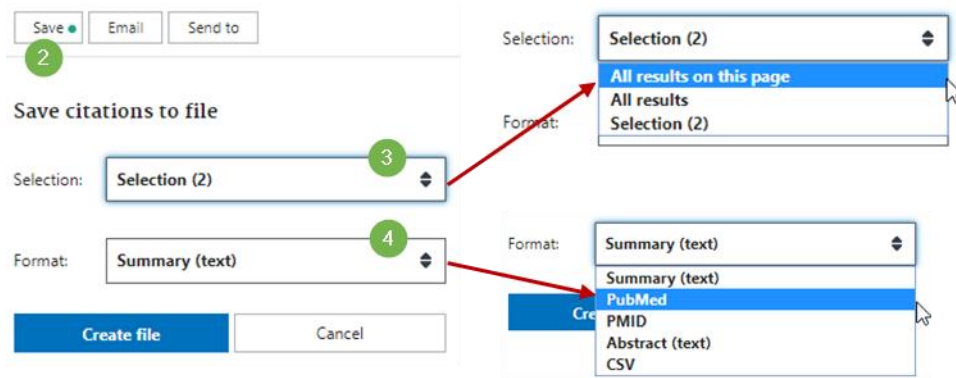 Save Email Send to
2
Save citations to file
3
Selection: Selection (2)
4
Format: Summary (text)
Create file Cancel
Selection: Selection (2)
All results on this page
All results
Format: Selection (2)
Format: Summary (text)
Summary (text)
PubMed
Cre
PMID
Abstract (text)
CSV